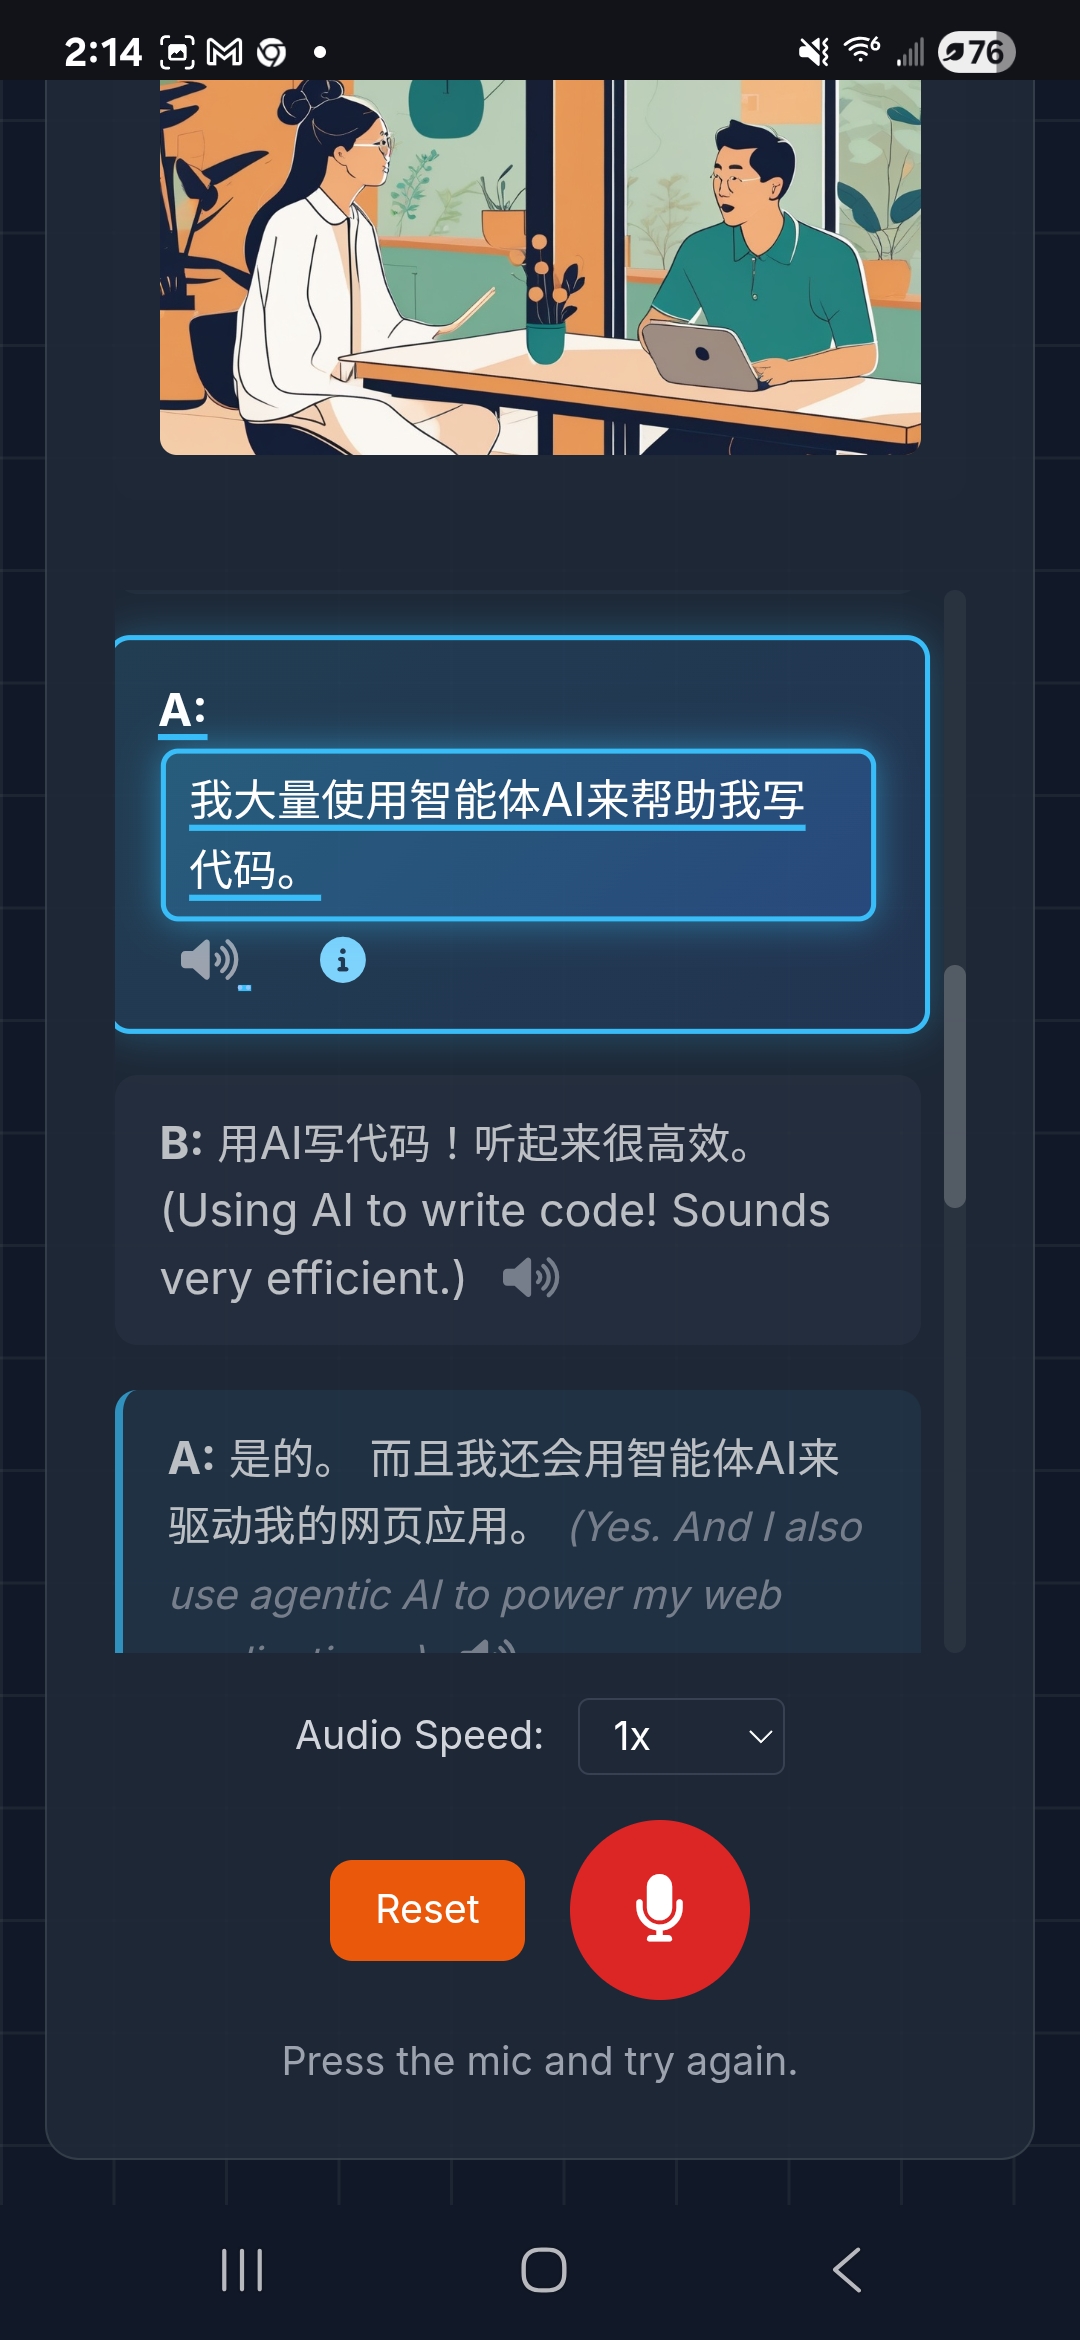 2:14
6
76
A:
我大量使用智能体AI来帮助我写
代码。
B: 用AI写代码！听起来很高效。
(Using AI to write code! Sounds
very efficient.)
A: 是的。 而且我还会用智能体AI来
驱动我的网页应用。 (Yes. And I also
use agentic AI to power my web
Audio Speed: 1x
Reset
Press the mic and try again.